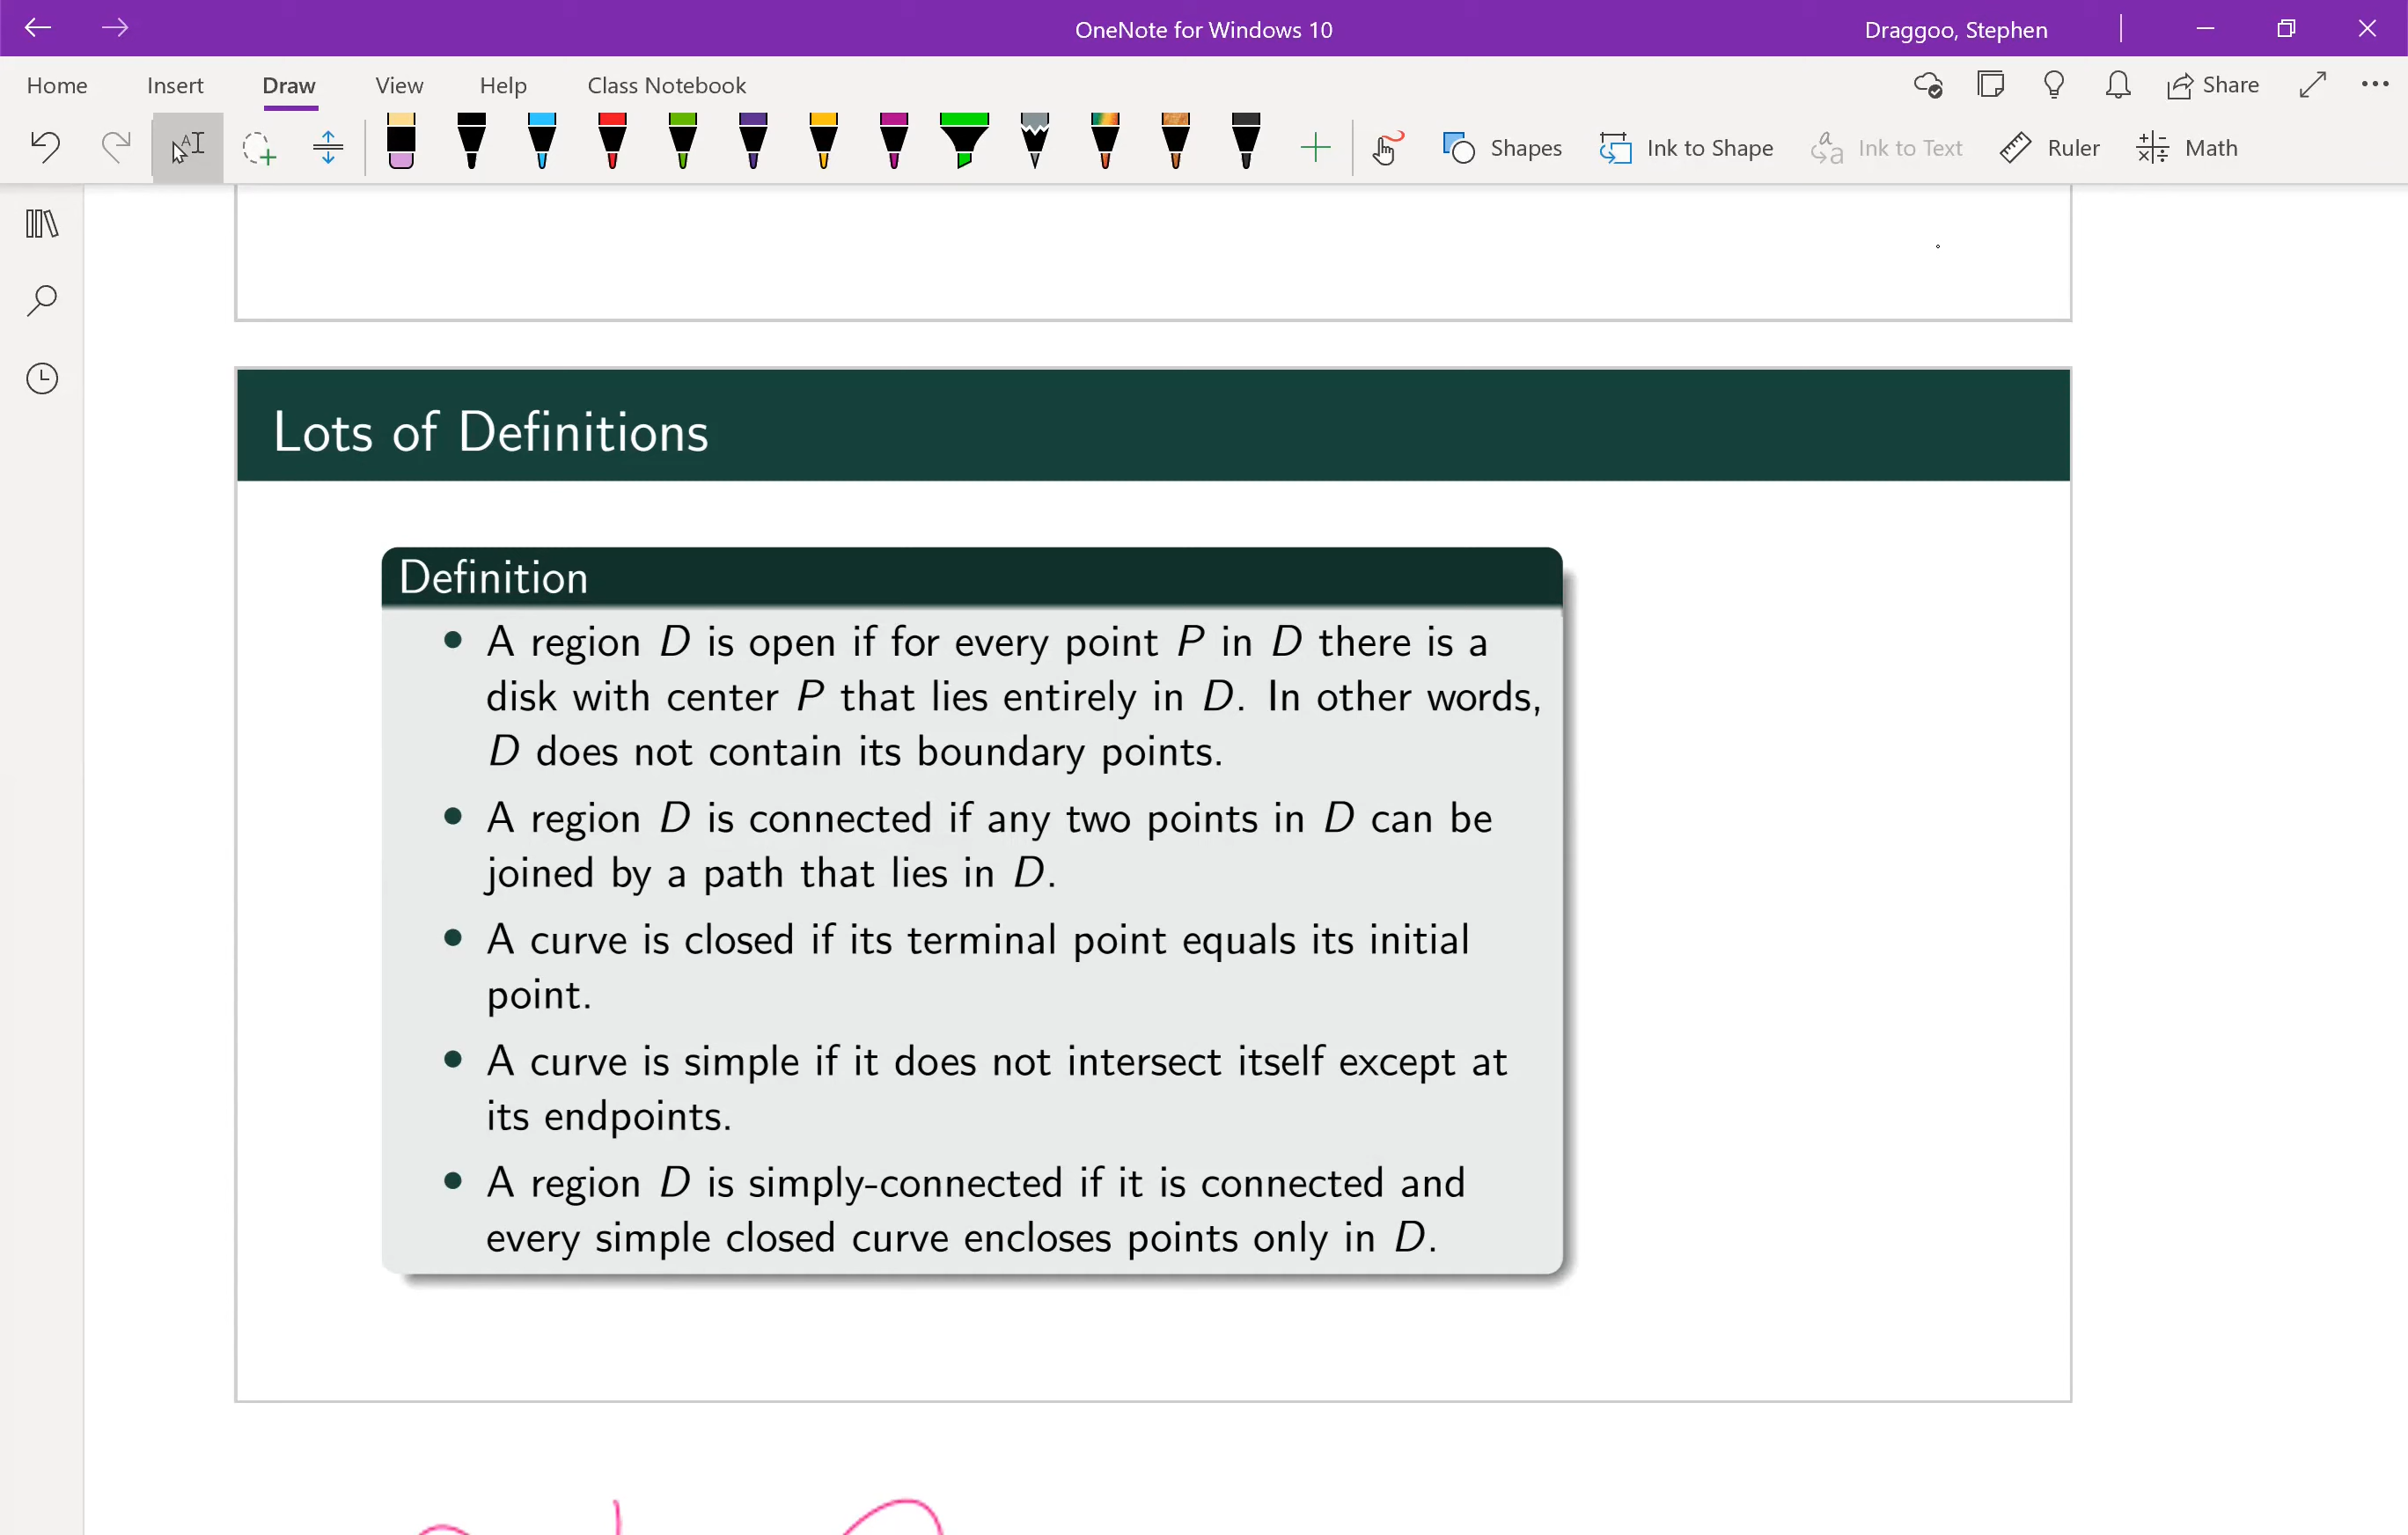 OneNote for Windows 10
Draggoo, Stephen
Home Insert Draw View Help Class Notebook
Share
Shapes Ink to Shape Ink to Text Ruler Math
Lots of Definitions
Definition
• A region D is open if for every point P in D there is a
disk with center P that lies entirely in D. In other words,
D does not contain its boundary points.
• A region D is connected if any two points in D can be
joined by a path that lies in D.
• A curve is closed if its terminal point equals its initial
point.
• A curve is simple if it does not intersect itself except at
its endpoints.
• A region D is simply-connected if it is connected and
every simple closed curve encloses points only in D.